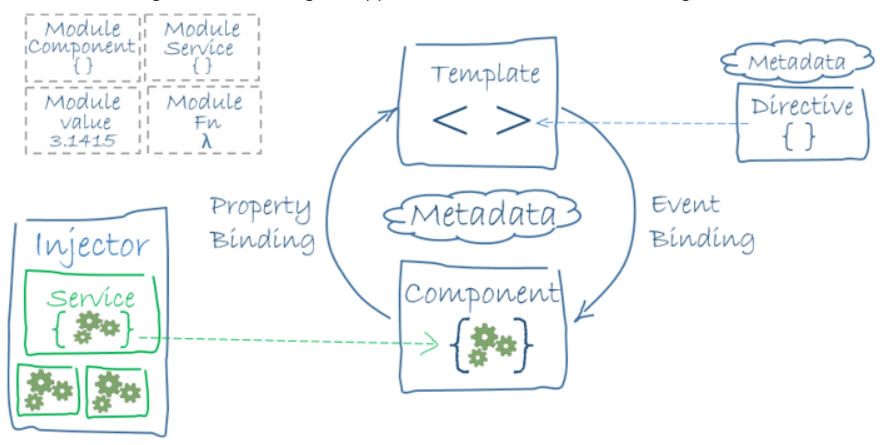 Module
Component
{ }
Module
Service
{ }
Module
value
3.1415
Module
Fn
λ
Template
< >
Metadata
Directive
{ }
Property
Binding
Metadata
Event
Binding
Injector
Service
{ }
Component
{ }